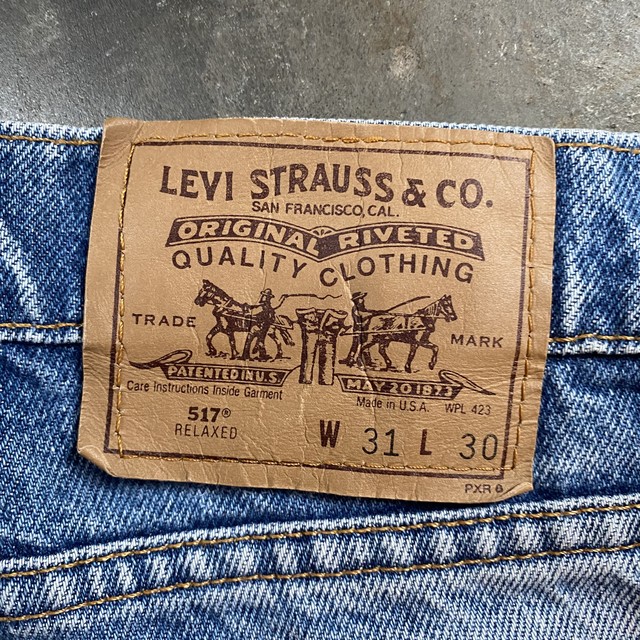 LEVI STRAUSS & CO.
SAN FRANCISCO, CAL.
ORIGINAL RIVETED
QUALITY CLOTHING
TRADE MARK
PATENTED IN U.S. MAY 20 1873
Care Instructions Inside Garment Made in U.S.A. WPL 423
517®
RELAXED
W 31 L 30
PXR 6